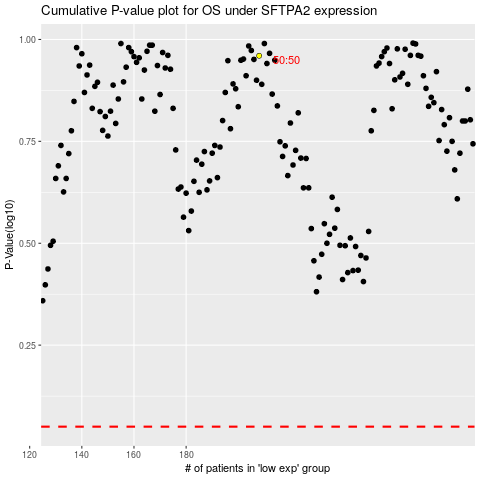 Cumulative P-value plot for OS under SFTPA2 expression
P-Value(log10)
1.00
0.75
0.50
0.25
50:50
120 140 160 180
# of patients in 'low exp' group